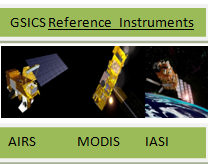 GSICS Reference Instruments
AIRS MODIS IASI